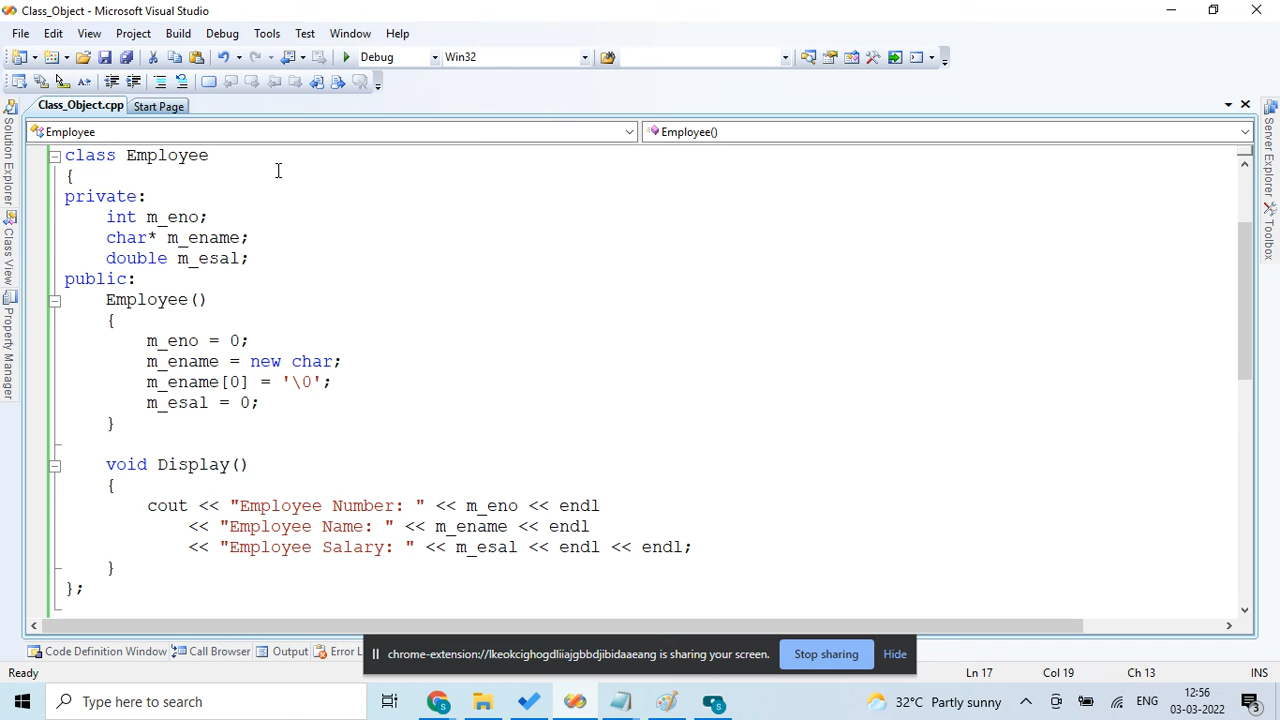 Class_Object - Microsoft Visual Studio
File Edit View Project Build Debug Tools Test Window Help
Debug Win32
Class_Object.cpp Start Page
Employee Employee()
class Employee
{
private:
int m_eno;
char* m_ename;
double m_esal;
public:
Employee()
{
m_eno = 0;
m_ename = new char;
m_ename[0] = '\0';
m_esal = 0;
}
void Display()
{
cout << "Employee Number: " << m_eno << endl
<< "Employee Name: " << m_ename << endl
<< "Employee Salary: " << m_esal << endl << endl;
}
};
Solution Explorer
Class View
Property Manager
Server Explorer
Toolbox
chrome-extension://lkeokcighogdliiajgbbdjibidaaeang is sharing your screen. Stop sharing Hide
Code Definition Window Call Browser Output Error L
Ready Ln 17 Col 19 Ch 13 INS
Type here to search 32°C Partly sunny ENG 12:56
03-03-2022 3